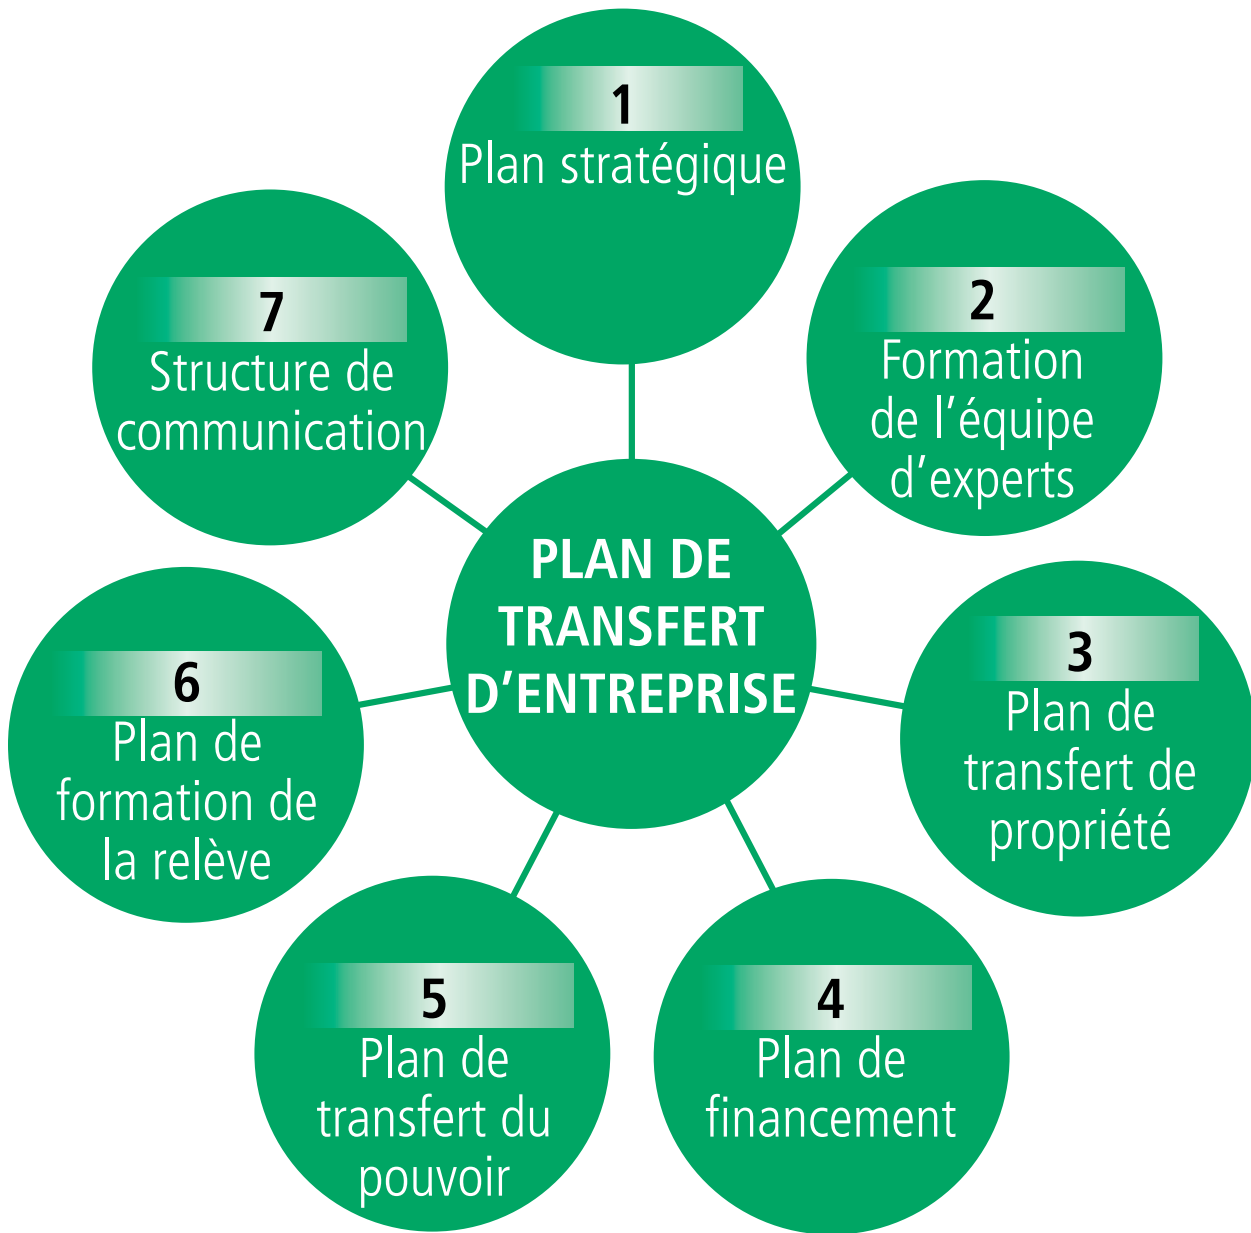 1
Plan stratégique
2
Formation
de l’équipe
d’experts
3
Plan de
transfert de
propriété
4
Plan de
financement
5
Plan de
transfert du
pouvoir
6
Plan de
formation de
la relève
7
Structure de
communication
PLAN DE
TRANSFERT
D’ENTREPRISE